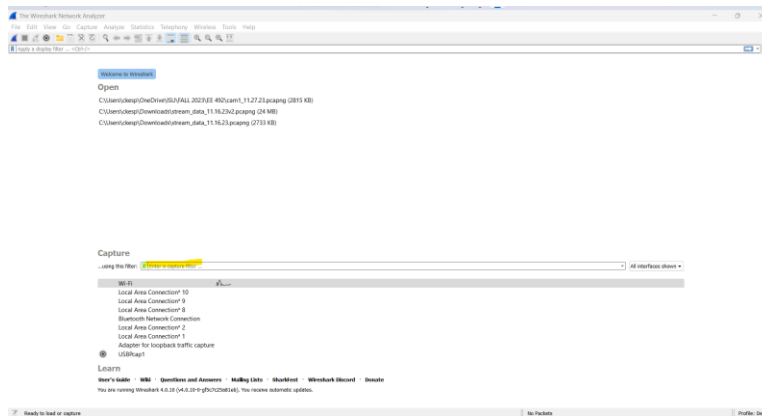 The Wireshark Network Analyzer
File Edit View Go Capture Analyze Statistics Telephony Wireless Tools Help
Apply a display filter ... <Ctrl-/>
Welcome to Wireshark
Open
C:\Users\ckesp\OneDrive\ISU\FALL 2023\EE 492\cam1_11.27.23.pcapng (2815 KB)
C:\Users\ckesp\Downloads\stream_data_11.16.23v2.pcapng (24 MB)
C:\Users\ckesp\Downloads\stream_data_11.16.23.pcapng (2733 KB)
Capture
...using this filter: Enter a capture filter ... All interfaces shown
Wi-Fi
Local Area Connection* 10
Local Area Connection* 9
Local Area Connection* 8
Bluetooth Network Connection
Local Area Connection* 2
Local Area Connection* 1
Adapter for loopback traffic capture
USBPcap1
Learn
User's Guide · Wiki · Questions and Answers · Mailing Lists · SharkFest · Wireshark Discord · Donate
You are running Wireshark 4.0.10 You receive automatic updates.
Ready to load or capture No Packets Profile: De